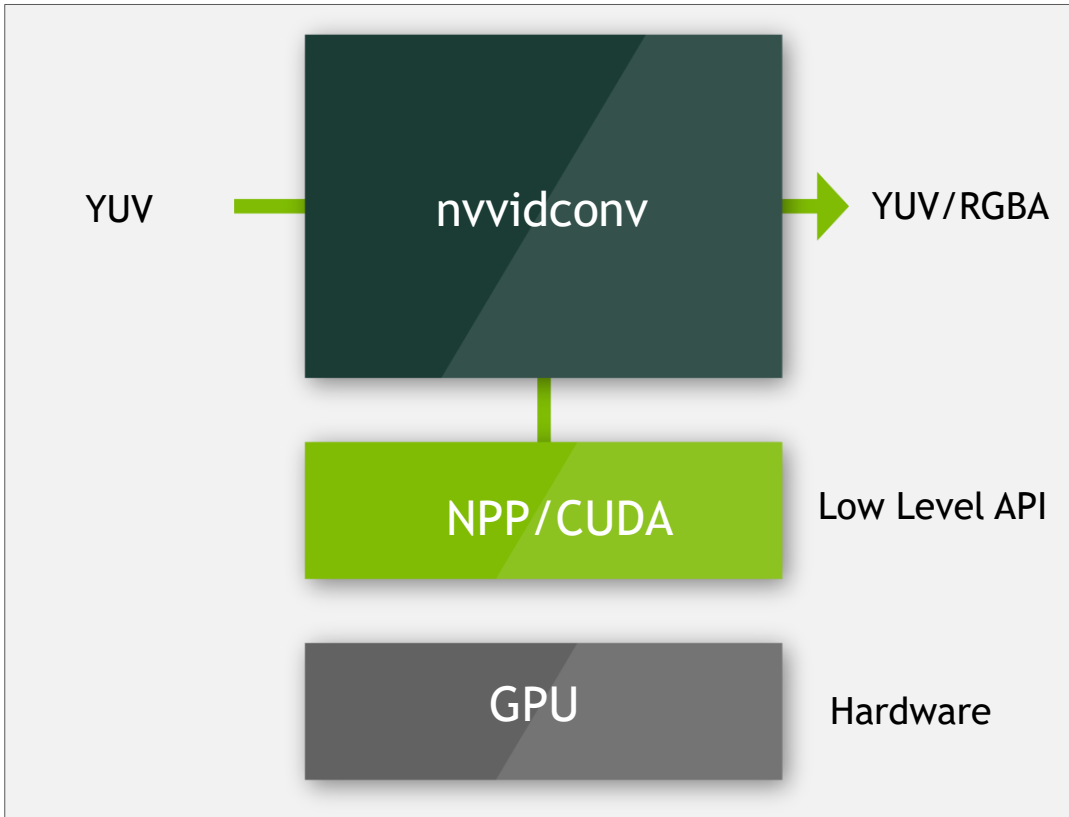 YUV
nvvidconv
YUV/RGBA
NPP/CUDA
Low Level API
GPU
Hardware